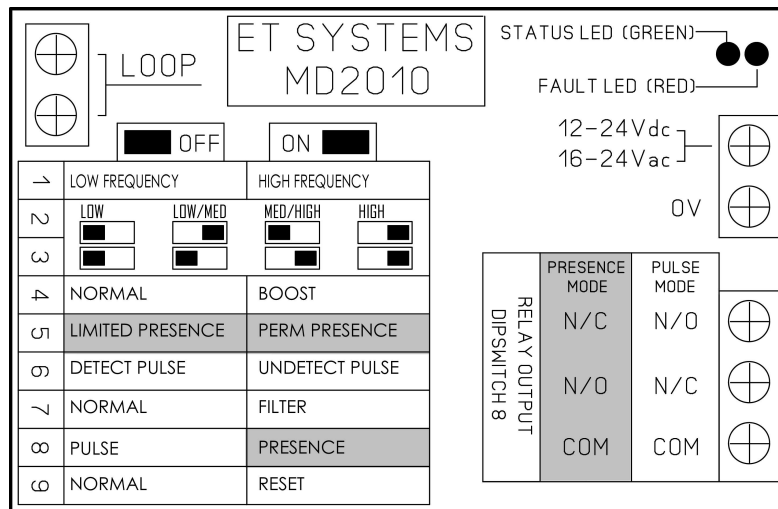 LOOP
ET SYSTEMS
MD2010
STATUS LED (GREEN)
FAULT LED (RED)
12-24Vdc
16-24Vac
0V
OFF
ON
1 LOW FREQUENCY HIGH FREQUENCY
2 LOW LOW/MED MED/HIGH HIGH
3
4 NORMAL BOOST
5 LIMITED PRESENCE PERM PRESENCE
6 DETECT PULSE UNDETECT PULSE
7 NORMAL FILTER
8 PULSE PRESENCE
9 NORMAL RESET
RELAY OUTPUT
DIPSWITCH 8
PRESENCE PULSE
MODE MODE
N/C N/O
N/O N/C
COM COM